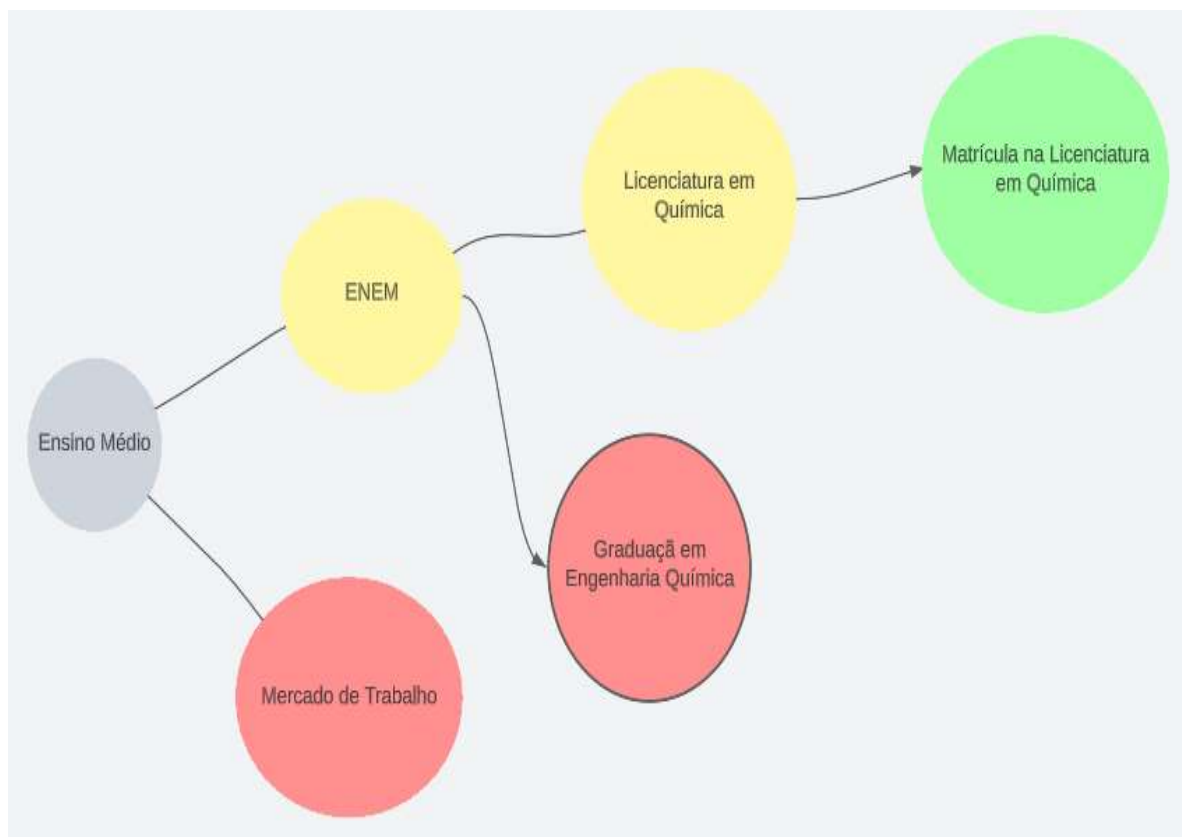 Matrícula na Licenciatura
em Química
Licenciatura em
Química
ENEM
Ensino Médio
Graduaçã em
Engenharia Química
Mercado de Trabalho